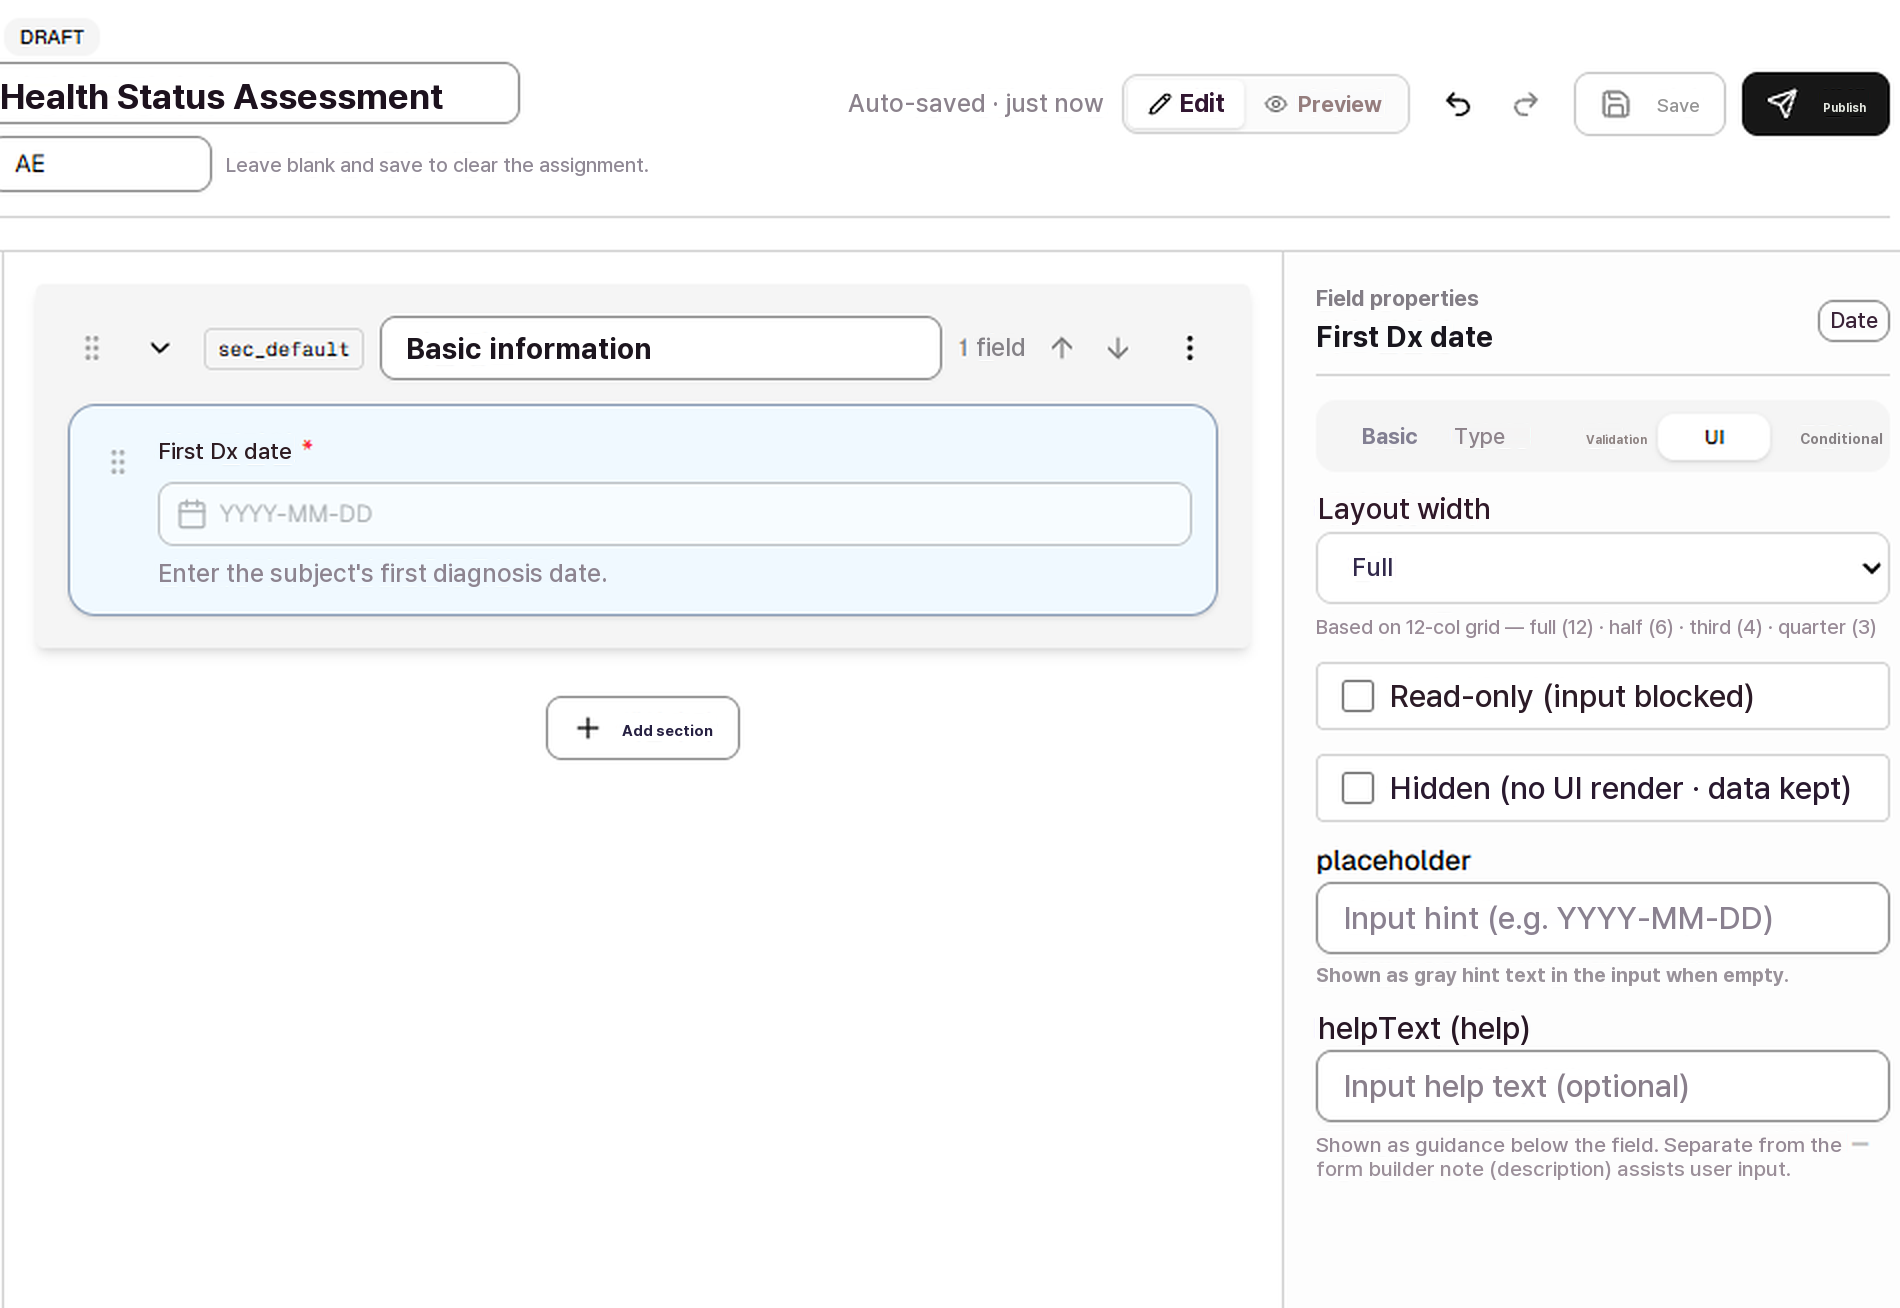 DRAFT
Health Status Assessment
Auto-saved · just now
Edit
Preview
Save
Publish
AE
Leave blank and save to clear the assignment.
sec_default
Basic information
1 field
First Dx date *
YYYY-MM-DD
Enter the subject's first diagnosis date.
Add section
Field properties
First Dx date
Date
Basic
Type
Validation
UI
Conditional
Layout width
Full
Based on 12-col grid — full (12) · half (6) · third (4) · quarter (3)
Read-only (input blocked)
Hidden (no UI render · data kept)
placeholder
Input hint (e.g. YYYY-MM-DD)
Shown as gray hint text in the input when empty.
helpText (help)
Input help text (optional)
Shown as guidance below the field. Separate from the —
form builder note (description) assists user input.